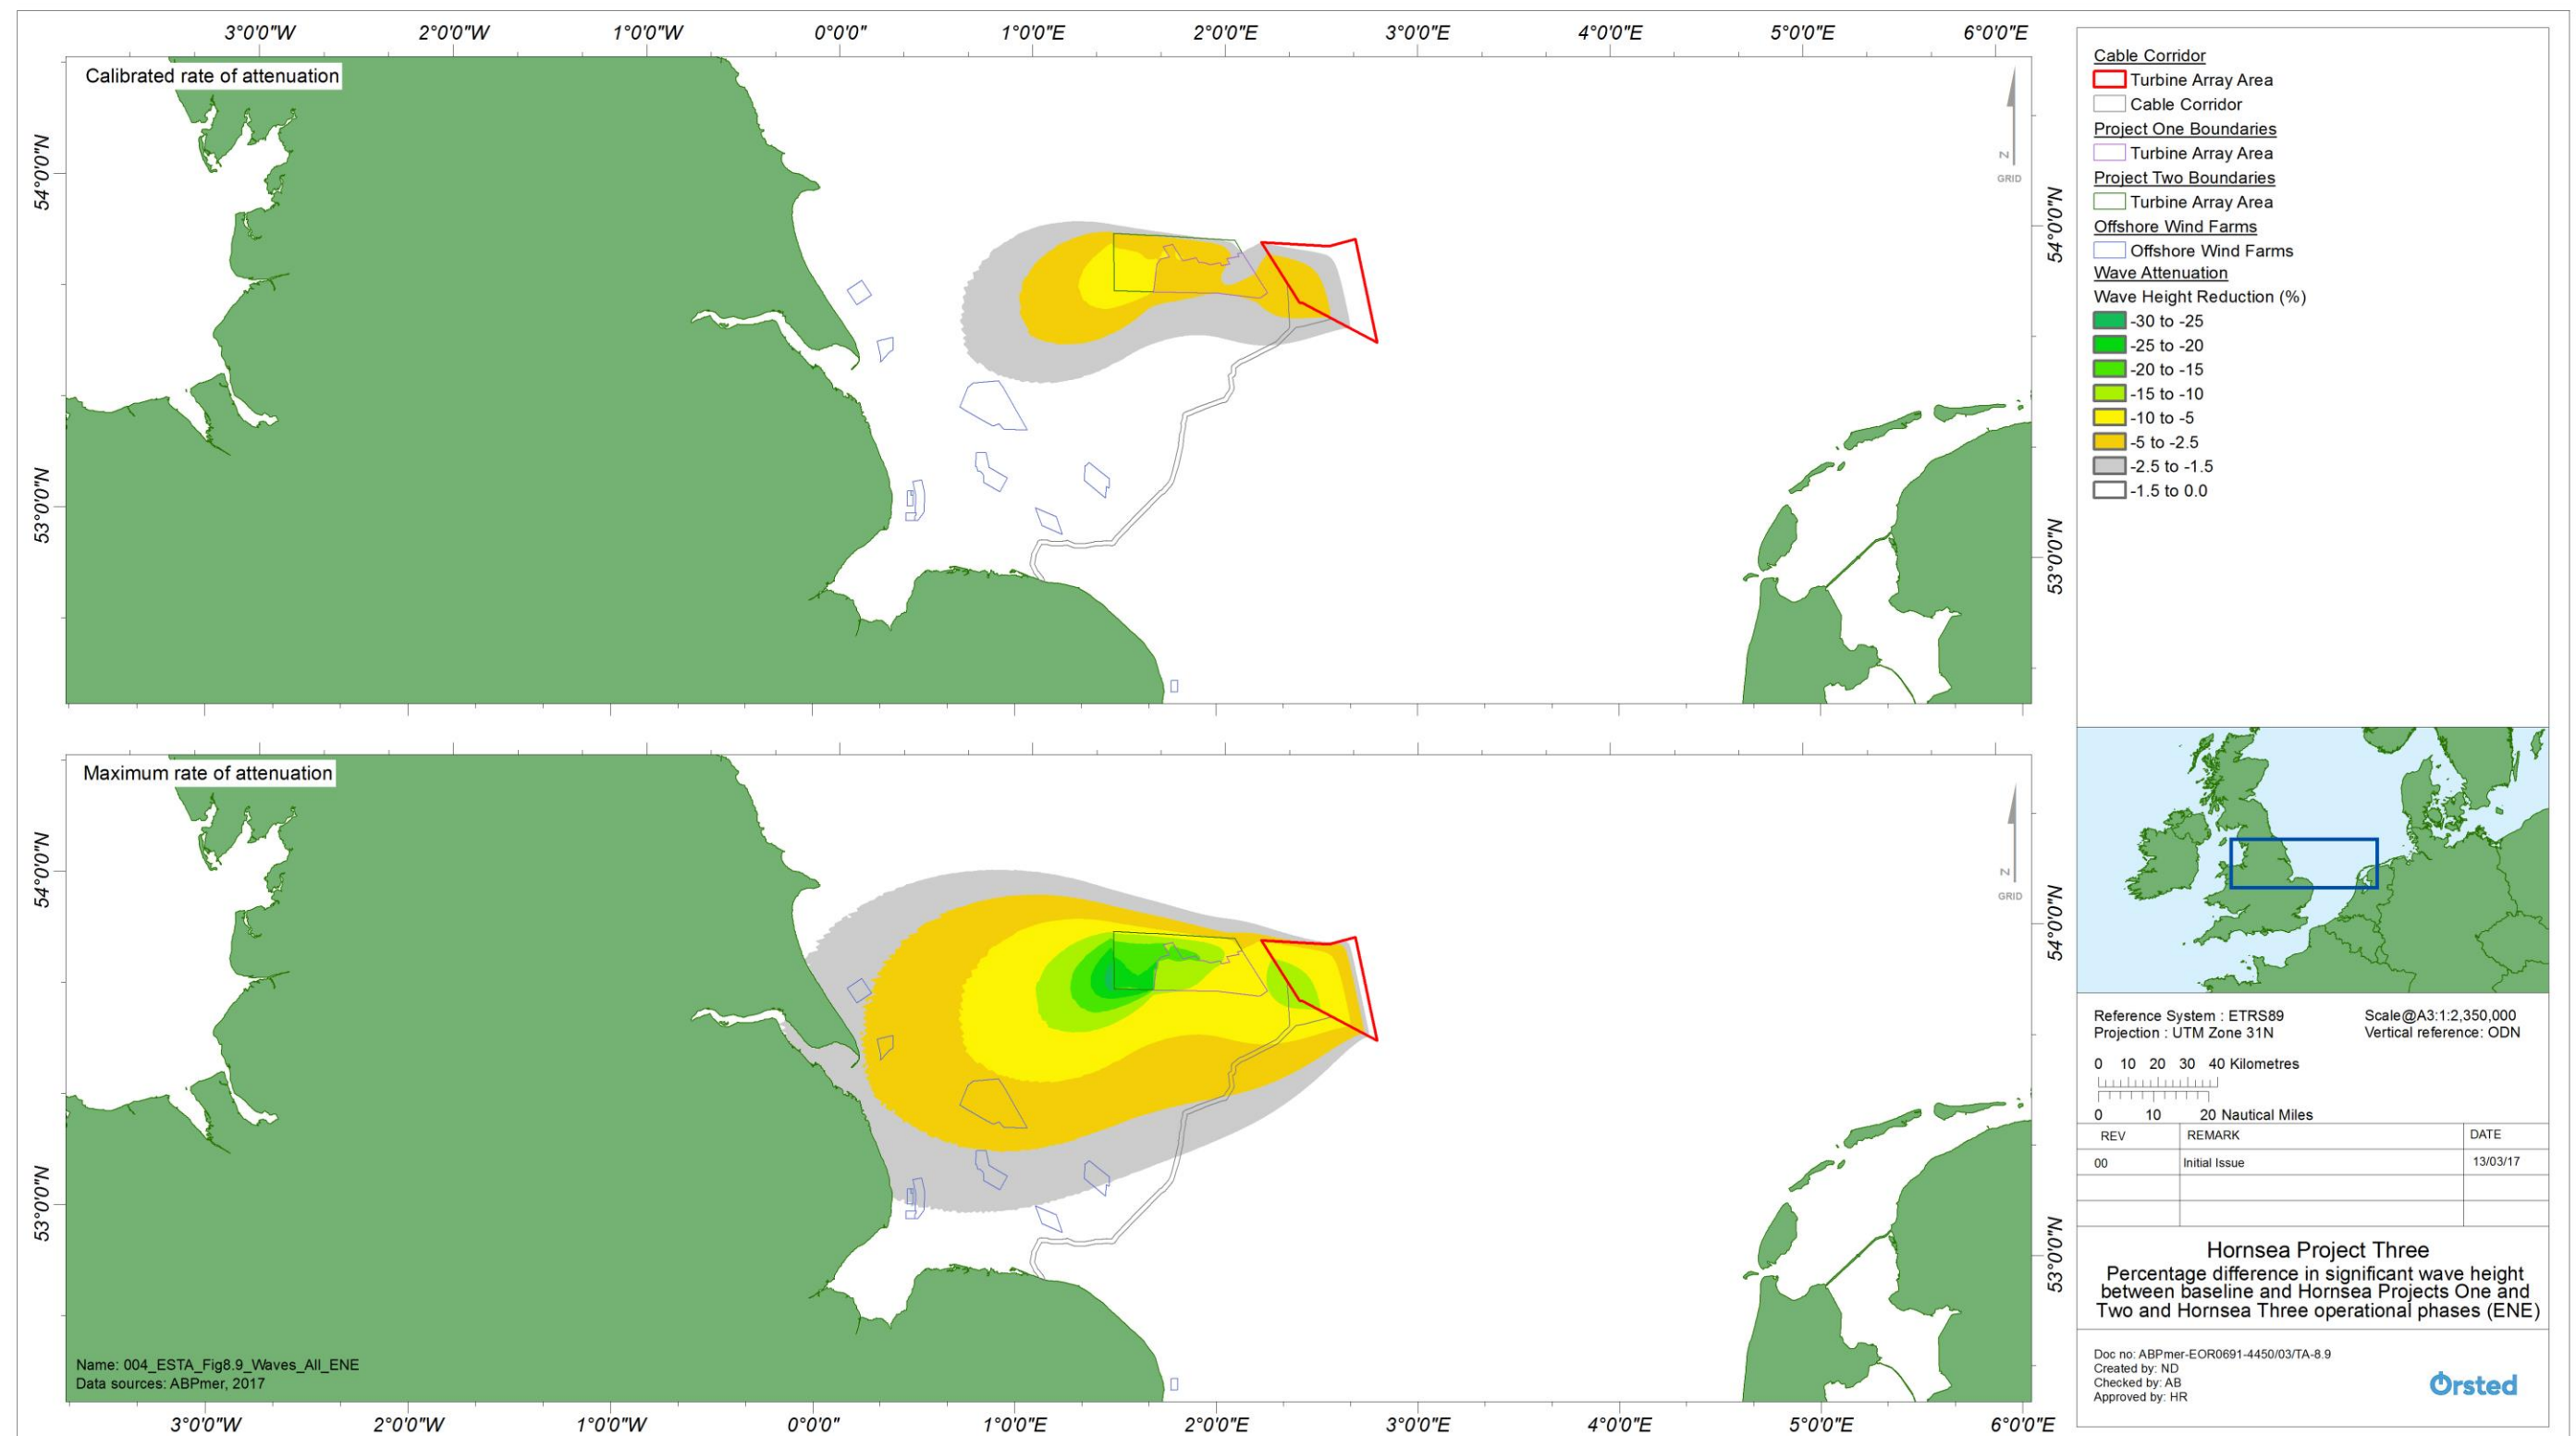 3°0'0"W 2°0'0"W 1°0'0"W 0°0'0" 1°0'0"E 2°0'0"E 3°0'0"E 4°0'0"E 5°0'0"E 6°0'0"E
Calibrated rate of attenuation
54°0'0"N
53°0'0"N
54°0'0"N
53°0'0"N
N
GRID
Maximum rate of attenuation
54°0'0"N
53°0'0"N
54°0'0"N
53°0'0"N
N
GRID
Name: 004_ESTA_Fig8.9_Waves_All_ENE
Data sources: ABPmer, 2017
3°0'0"W 2°0'0"W 1°0'0"W 0°0'0" 1°0'0"E 2°0'0"E 3°0'0"E 4°0'0"E 5°0'0"E 6°0'0"E
Cable Corridor
Turbine Array Area
Cable Corridor
Project One Boundaries
Turbine Array Area
Project Two Boundaries
Turbine Array Area
Offshore Wind Farms
Offshore Wind Farms
Wave Attenuation
Wave Height Reduction (%)
-30 to -25
-25 to -20
-20 to -15
-15 to -10
-10 to -5
-5 to -2.5
-2.5 to -1.5
-1.5 to 0.0
Reference System : ETRS89 Scale@A3:1:2,350,000
Projection : UTM Zone 31N Vertical reference: ODN
0 10 20 30 40 Kilometres
0 10 20 Nautical Miles
REV REMARK DATE
00 Initial Issue 13/03/17
Hornsea Project Three
Percentage difference in significant wave height
between baseline and Hornsea Projects One and
Two and Hornsea Three operational phases (ENE)
Doc no: ABPmer-EOR0691-4450/03/TA-8.9
Created by: ND
Checked by: AB
Approved by: HR
Orsted